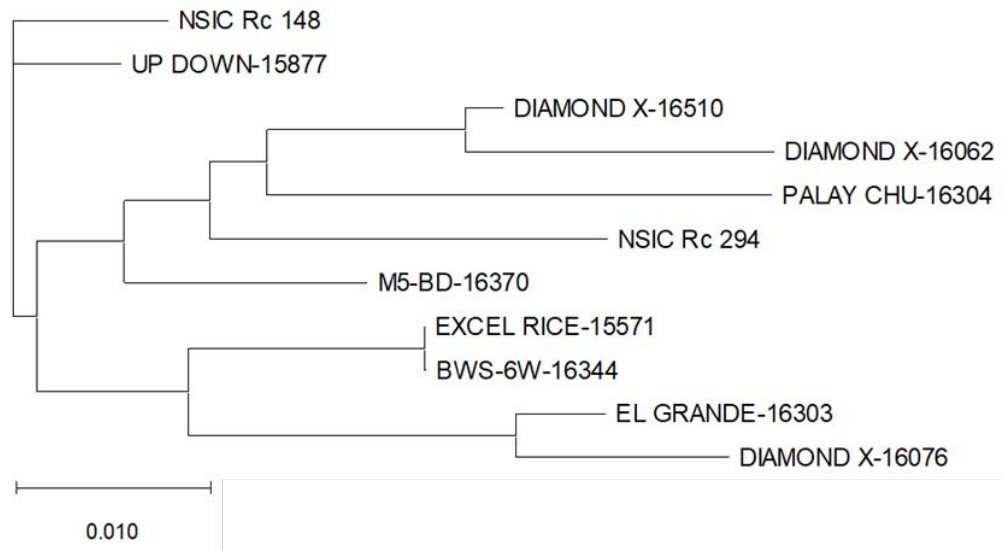 NSIC Rc 148
UP DOWN-15877
DIAMOND X-16510
DIAMOND X-16062
PALAY CHU-16304
NSIC Rc 294
M5-BD-16370
EXCEL RICE-15571
BWS-6W-16344
EL GRANDE-16303
DIAMOND X-16076
0.010